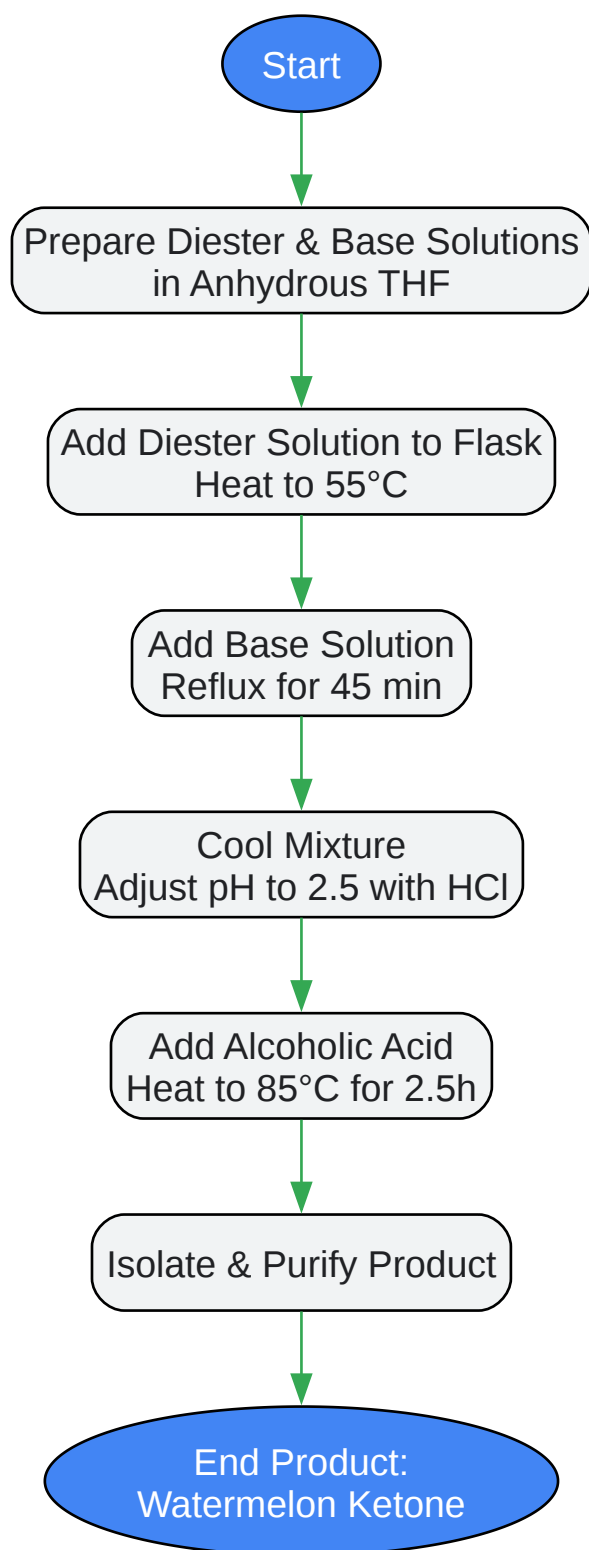 Start
Prepare Diester & Base Solutions
in Anhydrous THF
Add Diester Solution to Flask
Heat to 55°C
Add Base Solution
Reflux for 45 min
Cool Mixture
Adjust pH to 2.5 with HCl
Add Alcoholic Acid
Heat to 85°C for 2.5h
Isolate & Purify Product
End Product:
Watermelon Ketone